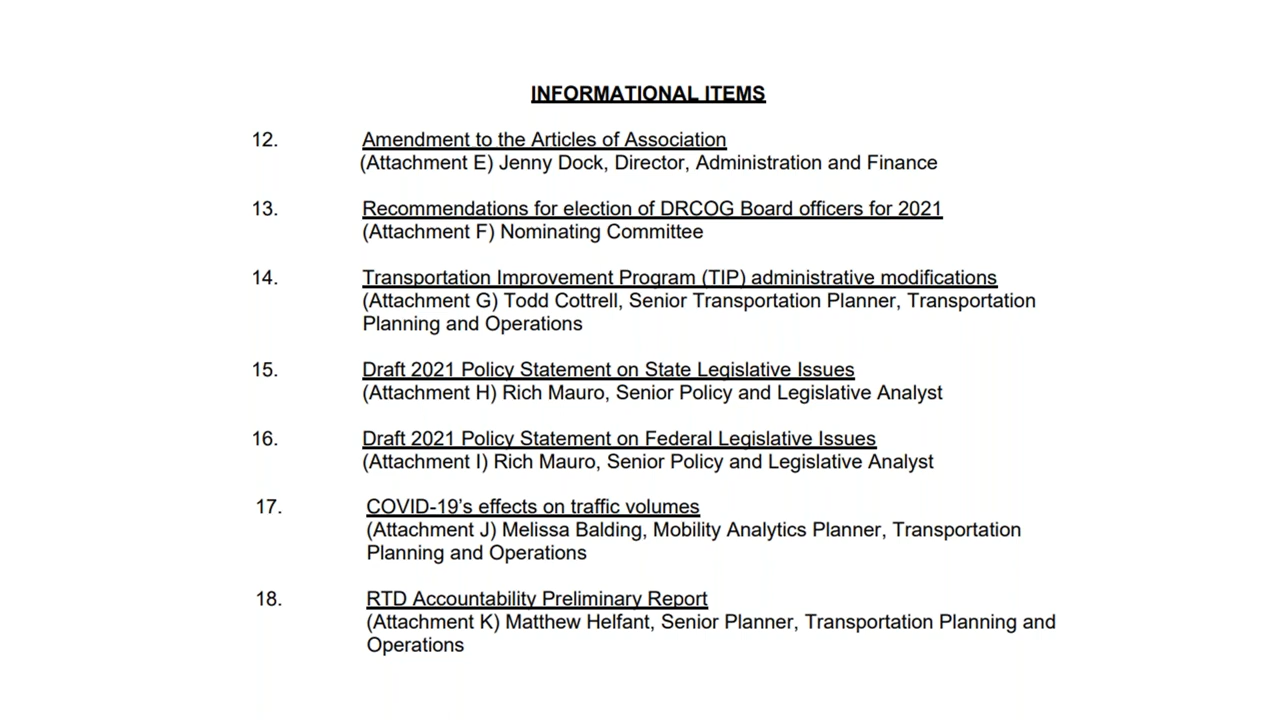 INFORMATIONAL ITEMS
12. Amendment to the Articles of Association
(Attachment E) Jenny Dock, Director, Administration and Finance
13. Recommendations for election of DRCOG Board officers for 2021
(Attachment F) Nominating Committee
14. Transportation Improvement Program (TIP) administrative modifications
(Attachment G) Todd Cottrell, Senior Transportation Planner, Transportation
Planning and Operations
15. Draft 2021 Policy Statement on State Legislative Issues
(Attachment H) Rich Mauro, Senior Policy and Legislative Analyst
16. Draft 2021 Policy Statement on Federal Legislative Issues
(Attachment I) Rich Mauro, Senior Policy and Legislative Analyst
17. COVID-19’s effects on traffic volumes
(Attachment J) Melissa Balding, Mobility Analytics Planner, Transportation
Planning and Operations
18. RTD Accountability Preliminary Report
(Attachment K) Matthew Helfant, Senior Planner, Transportation Planning and
Operations